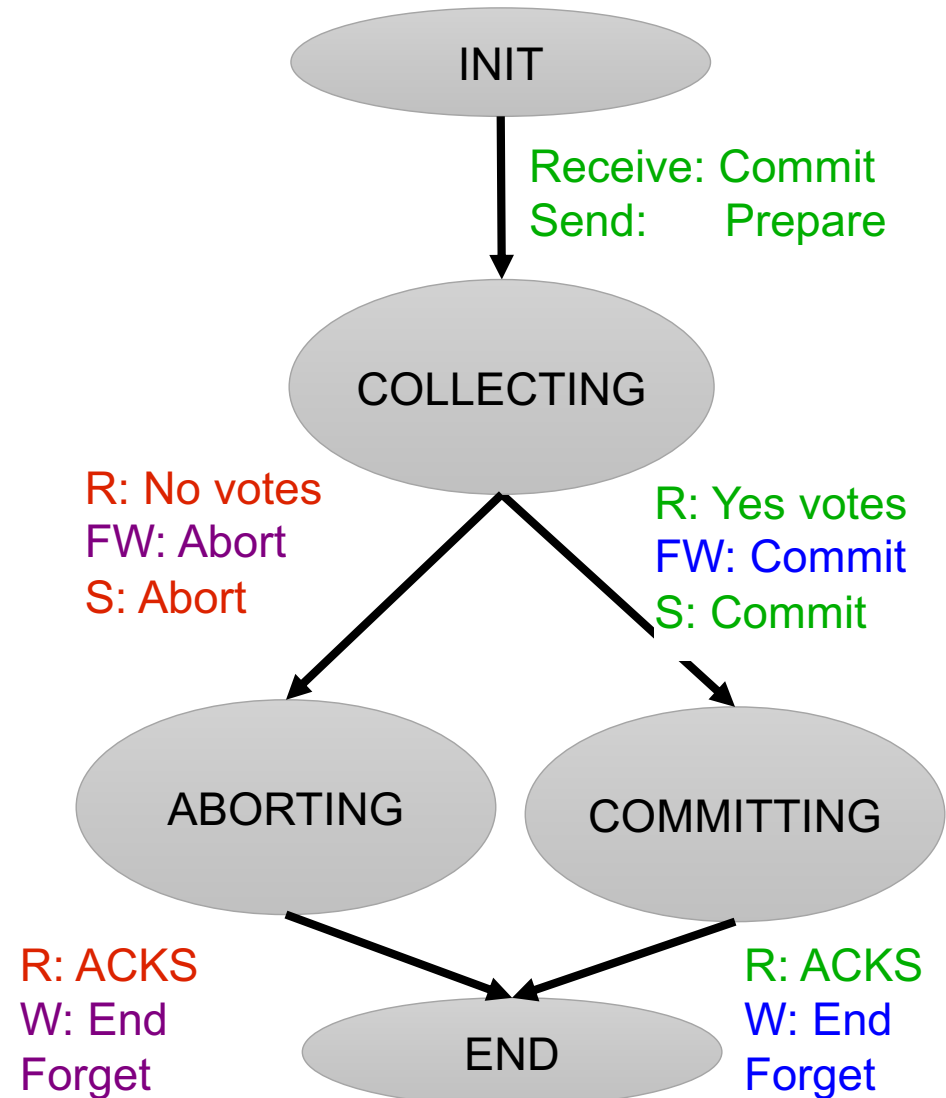 INIT
Receive: Commit
Send: Prepare
COLLECTING
R: No votes
FW: Abort
S: Abort
R: Yes votes
FW: Commit
S: Commit
ABORTING
COMMITTING
R: ACKS
W: End
Forget
END
R: ACKS
W: End
Forget